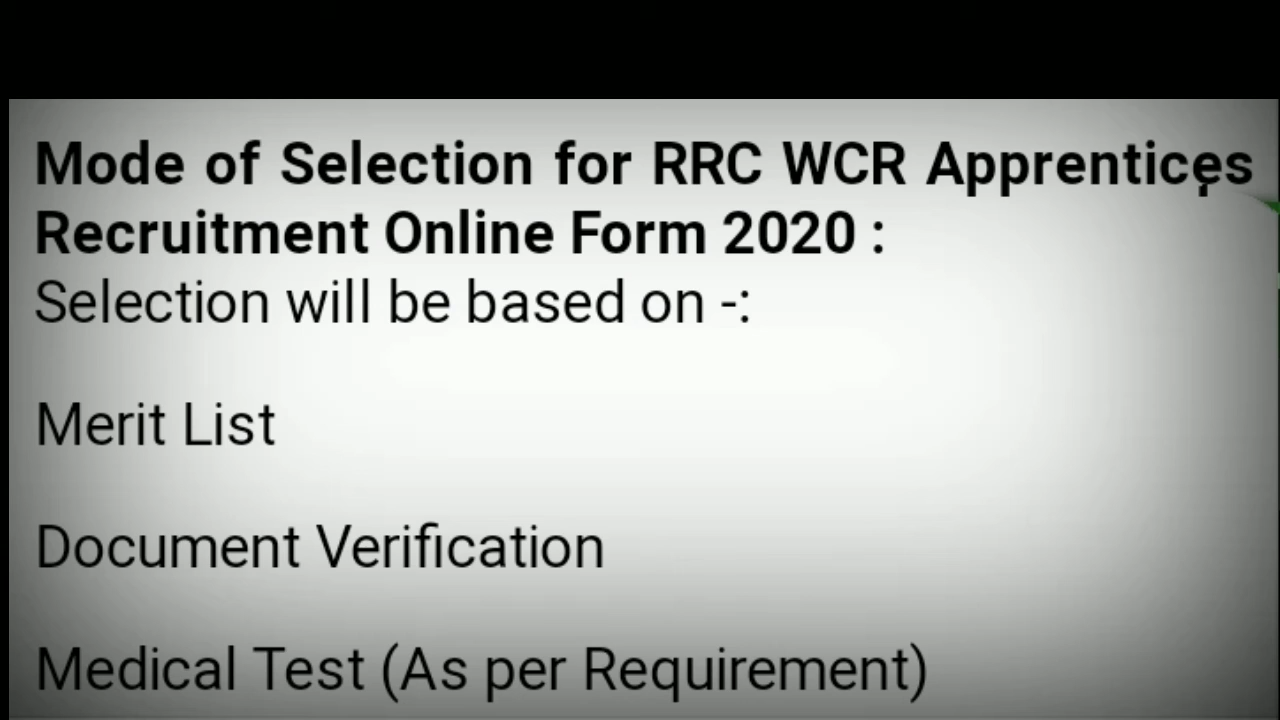 Mode of Selection for RRC WCR Apprentices
Recruitment Online Form 2020 :
Selection will be based on -:
Merit List
Document Verification
Medical Test (As per Requirement)